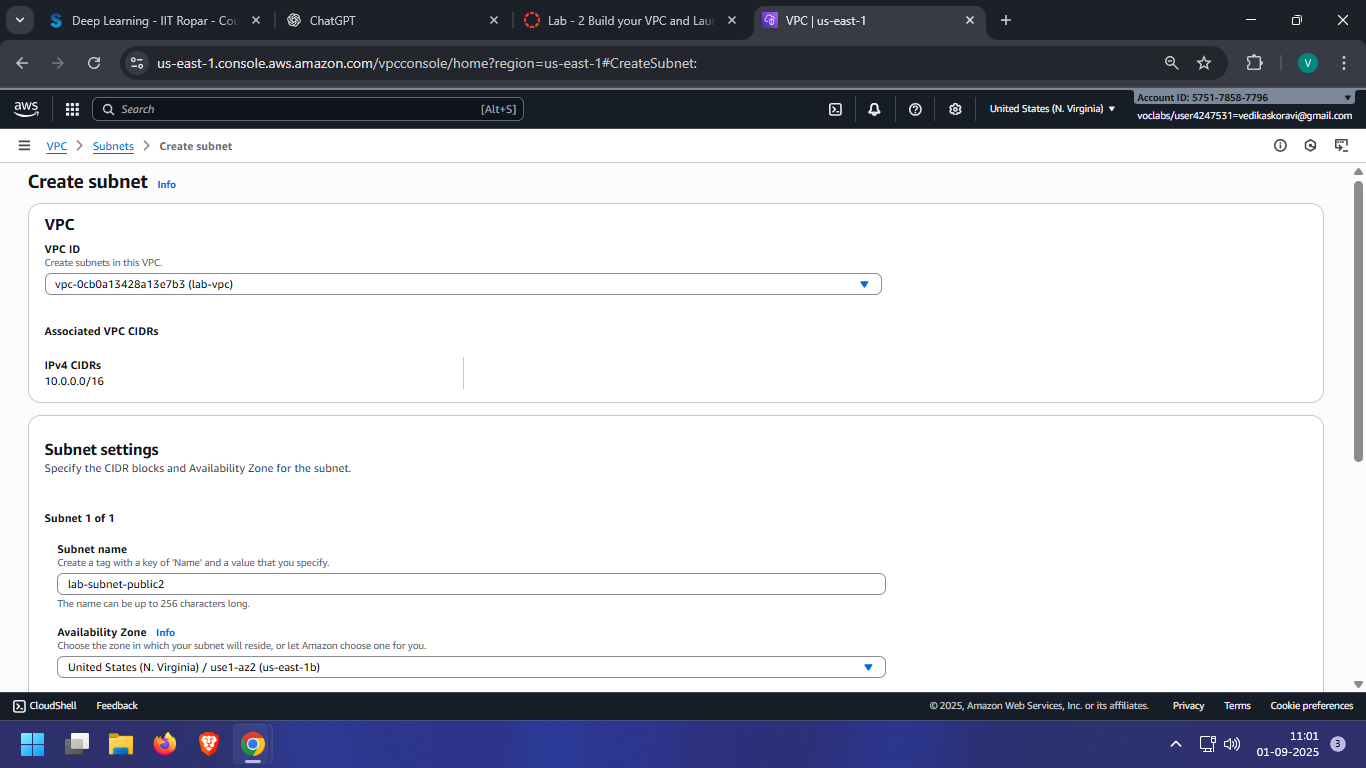 Deep Learning - IIT Ropar - Cou
ChatGPT
Lab - 2 Build your VPC and Lau
VPC | us-east-1
us-east-1.console.aws.amazon.com/vpcconsole/home?region=us-east-1#CreateSubnet:
V
aws
Search
[Alt+S]
United States (N. Virginia)
Account ID: 5751-7858-7796
voclabs/user4247531=vedikaskoravi@gmail.com
VPC
Subnets
Create subnet
Create subnet Info
VPC
VPC ID
Create subnets in this VPC.
vpc-0cb0a13428a13e7b3 (lab-vpc)
Associated VPC CIDRs
IPv4 CIDRs
10.0.0.0/16
Subnet settings
Specify the CIDR blocks and Availability Zone for the subnet.
Subnet 1 of 1
Subnet name
Create a tag with a key of 'Name' and a value that you specify.
lab-subnet-public2
The name can be up to 256 characters long.
Availability Zone Info
Choose the zone in which your subnet will reside, or let Amazon choose one for you.
United States (N. Virginia) / use1-az2 (us-east-1b)
CloudShell
Feedback
© 2025, Amazon Web Services, Inc. or its affiliates.
Privacy
Terms
Cookie preferences
11:01
01-09-2025
3